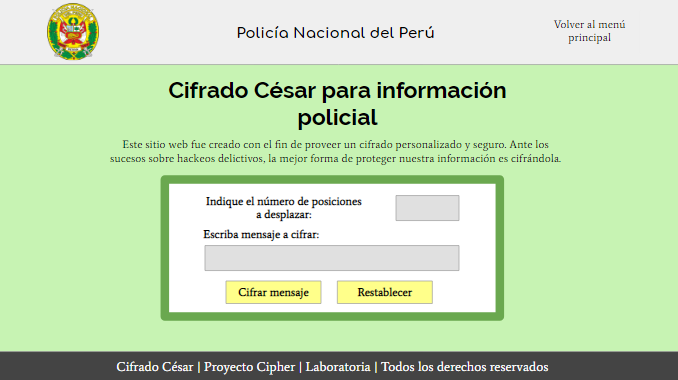 Policía Nacional del Perú
Volver al menú
principal
Cifrado César para información
policial
Este sitio web fue creado con el fin de proveer un cifrado personalizado y seguro. Ante los
sucesos sobre hackeos delictivos, la mejor forma de proteger nuestra información es cifrándola.
Indique el número de posiciones
a desplazar:
Escriba mensaje a cifrar:
Cifrar mensaje
Restablecer
Cifrado César | Proyecto Cipher | Laboratoria | Todos los derechos reservados